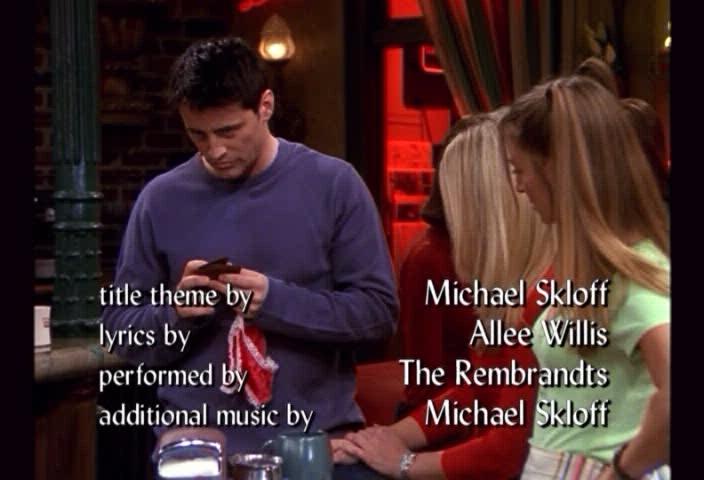 title theme by Michael Skloff
lyrics by Allee Willis
performed by The Rembrandts
additional music by Michael Skloff